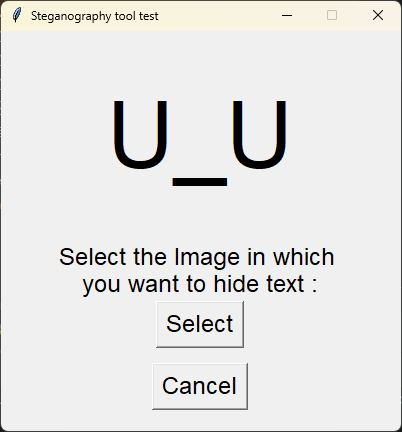 Steganography tool test
U_U
Select the Image in which
you want to hide text :
Select
Cancel